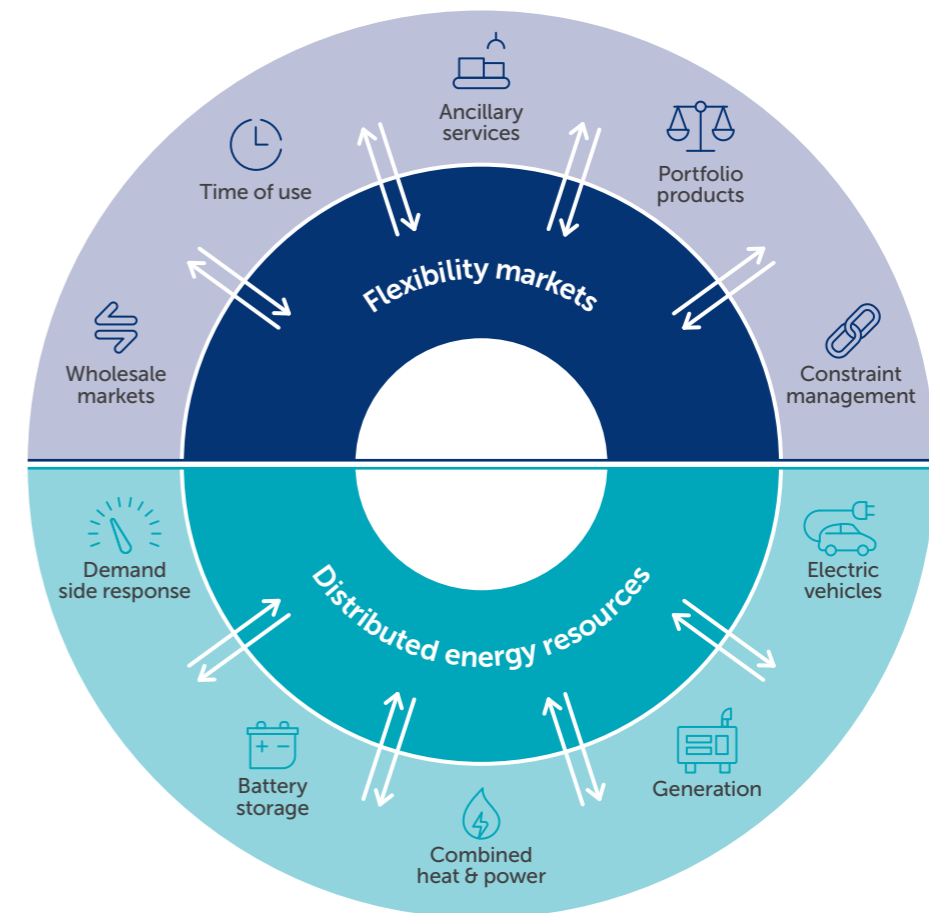 Ancillary
services
Time of use
Portfolio
products
Flexibility markets
Wholesale
markets
Constraint
management
Demand
side response
Electric
vehicles
Distributed energy resources
Battery
storage
Generation
Combined
heat & power